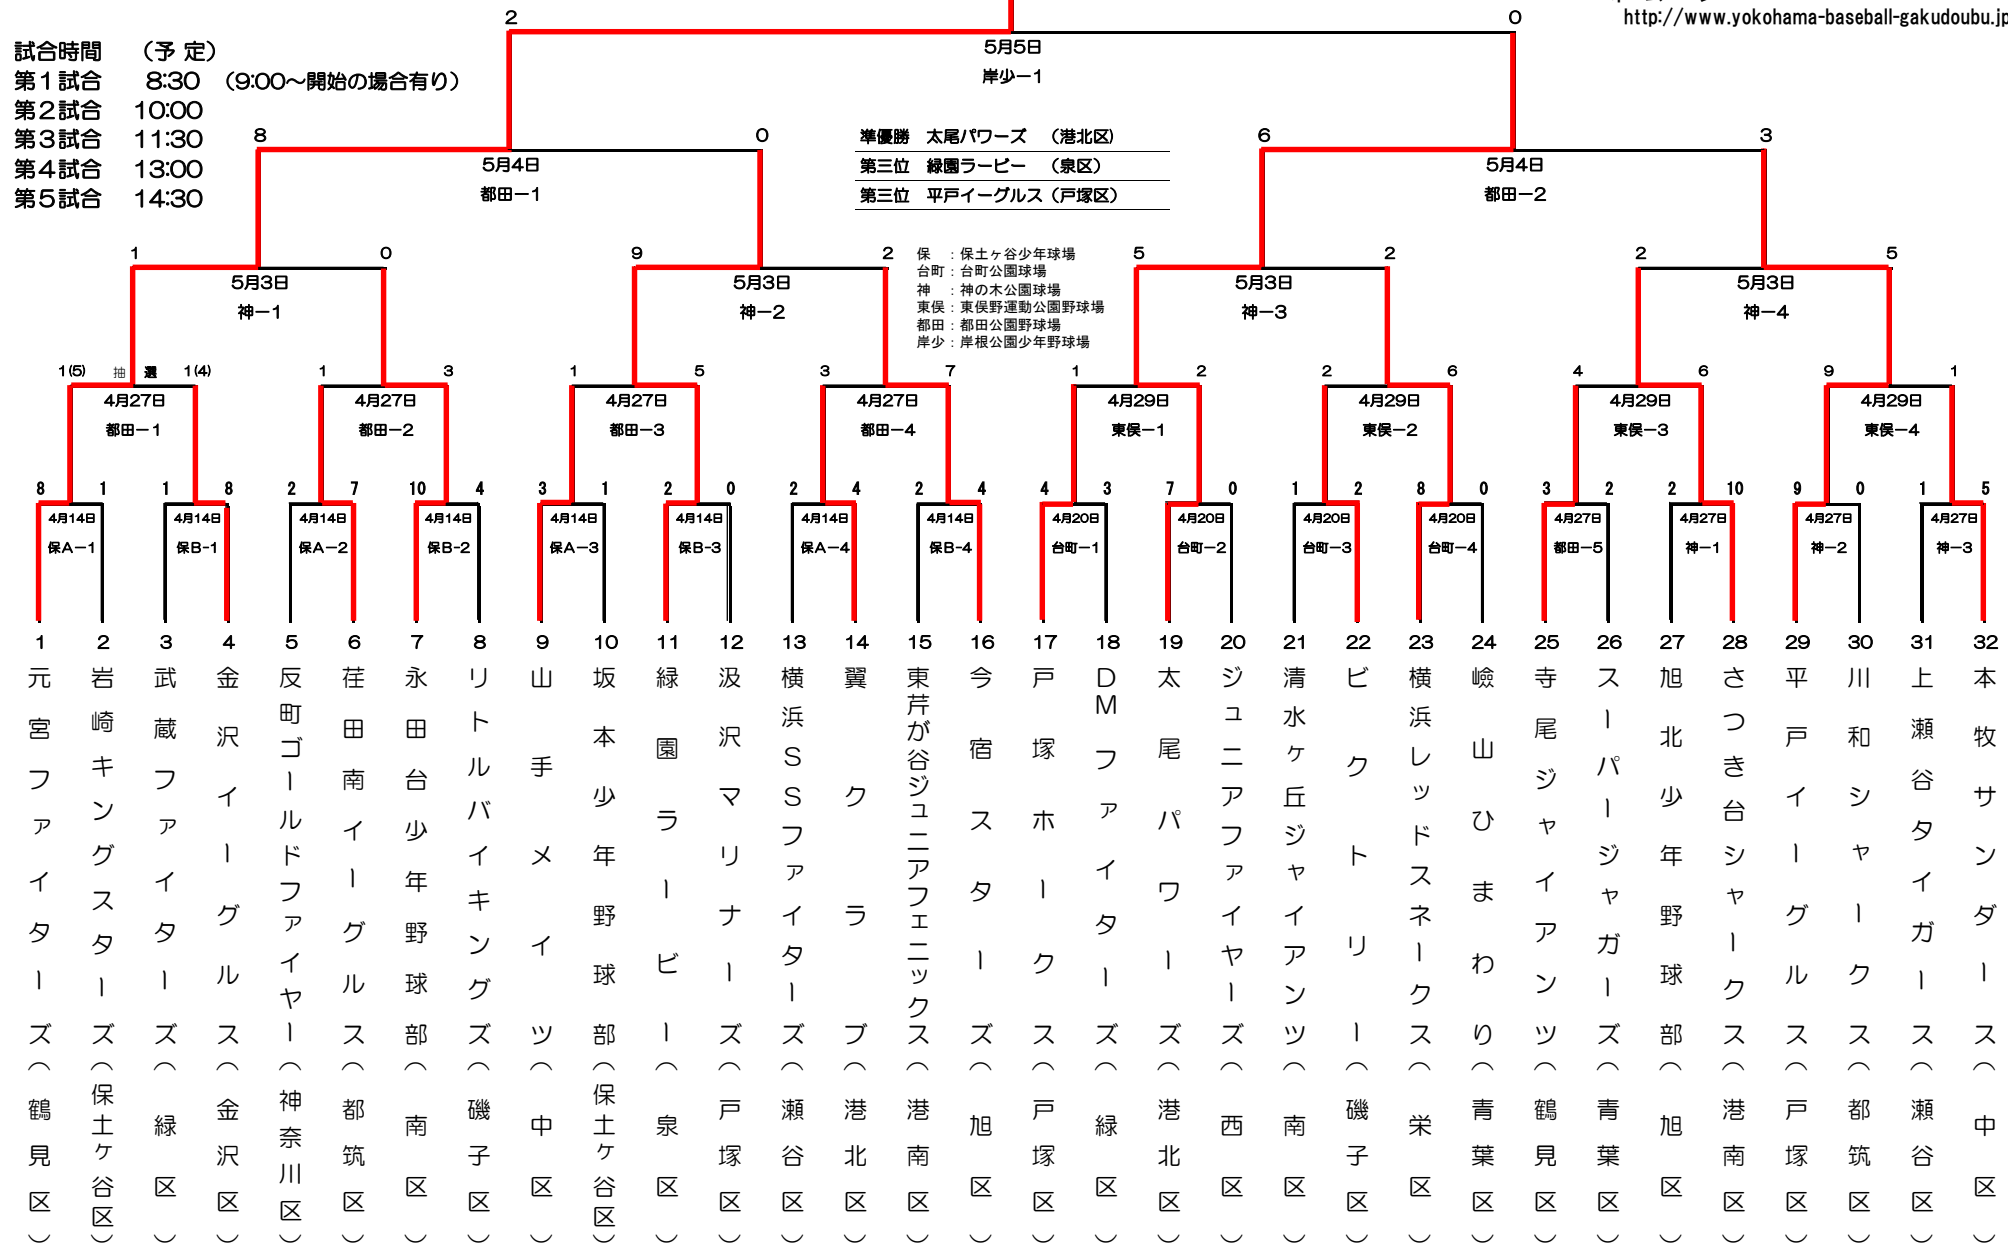 http://www.yokohama-baseball-gakudoubu.jp
2
0
5月5日
岸少－1
試合時間 （予 定）
第1試合 8:30 （9:00～開始の場合有り）
第2試合 10:00
第3試合 11:30
第4試合 13:00
第5試合 14:30
準優勝 太尾パワーズ （港北区）
第三位 緑園ラービー （泉区）
第三位 平戸イーグルス（戸塚区）
8 0 6 3
5月4日 5月4日
都田－1 都田－2
保 ：保土ヶ谷少年球場
台町：台町公園球場
神 ：神の木公園球場
東俣：東俣野運動公園野球場
都田：都田公園野球場
岸少：岸根公園少年野球場
1 0 9 2 5 2 2 5
5月3日 5月3日 5月3日 5月3日
神－1 神－2 神－3 神－4
1(5) 抽 選 1(4) 1 3 1 5 3 7 1 2 2 6 4 6 9 1
4月27日 4月27日 4月27日 4月27日 4月29日 4月29日 4月29日 4月29日
都田－1 都田－2 都田－3 都田－4 東俣－1 東俣－2 東俣－3 東俣－4
8 1 1 8 2 7 10 4 3 1 2 0 2 4 2 4 4 3 7 0 1 2 8 0 3 2 2 10 9 0 1 5
4月14日 4月14日 4月14日 4月14日 4月14日 4月14日 4月14日 4月14日 4月20日 4月20日 4月20日 4月20日 4月27日 4月27日 4月27日 4月27日
保A－1 保B-1 保A－2 保B-2 保A－3 保B-3 保A－4 保B-4 台町－1 台町－2 台町－3 台町－4 都田－5 神－1 神－2 神－3
1 元宮ファイターズ（鶴見区）
2 岩崎キングスターズ（保土ヶ谷区）
3 武蔵ファイターズ（緑区）
4 金沢イーグルス（金沢区）
5 反町ゴールドファイヤー（神奈川区）
6 荏田南イーグルス（都筑区）
7 永田台少年野球部（南区）
8 リトルバイキングズ（磯子区）
9 山手メイツ（中区）
10 坂本少年野球部（保土ヶ谷区）
11 緑園ラービー（泉区）
12 汲沢マリナーズ（戸塚区）
13 横浜SSファイターズ（瀬谷区）
14 翼クラブ（港北区）
15 東芹が谷ジュニアフェニックス（港南区）
16 今宿スターズ（旭区）
17 戸塚ホークス（戸塚区）
18 DMファイターズ（緑区）
19 太尾パワーズ（港北区）
20 ジュニアファイヤーズ（西区）
21 清水ヶ丘ジャイアンツ（南区）
22 ビクトリー（磯子区）
23 横浜レッドスネークス（栄区）
24 嶮山ひまわり（青葉区）
25 寺尾ジャイアンツ（鶴見区）
26 スーパージャガーズ（青葉区）
27 旭北少年野球部（旭区）
28 さつき台シャークス（港南区）
29 平戸イーグルス（戸塚区）
30 川和シャークス（都筑区）
31 上瀬谷タイガース（瀬谷区）
32 本牧サンダース（中区）